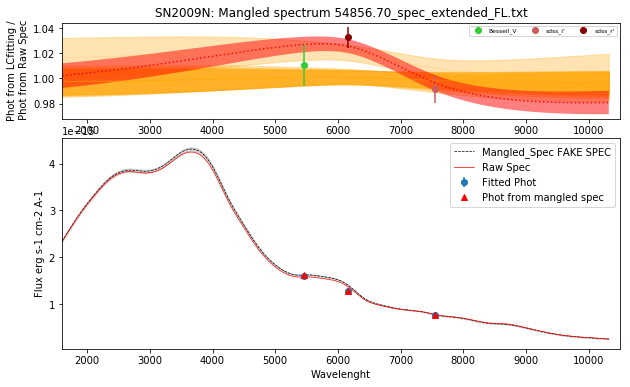 SN2009N: Mangled spectrum 54856.70_spec_extended_FL.txt
Phot from LCfitting /
Phot from Raw Spec
1.04
1.02
1.00
0.98
Bessell_V
sdss_i'
sdss_r'
2000 3000 4000 5000 6000 7000 8000 9000 10000
1e−15
Flux erg s-1 cm-2 A-1
4
3
2
1
Mangled_Spec FAKE SPEC
Raw Spec
Fitted Phot
Phot from mangled spec
2000 3000 4000 5000 6000 7000 8000 9000 10000
Wavelenght